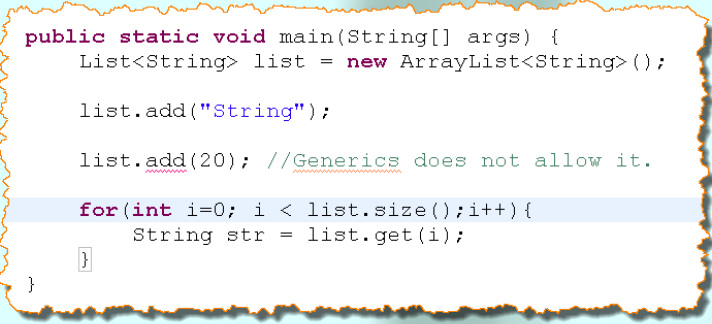 public static void main(String[] args) {
List<String> list = new ArrayList<String>();
list.add("String");
list.add(20); //Generics does not allow it.
for(int i=0; i < list.size();i++){
String str = list.get(i);
}
}